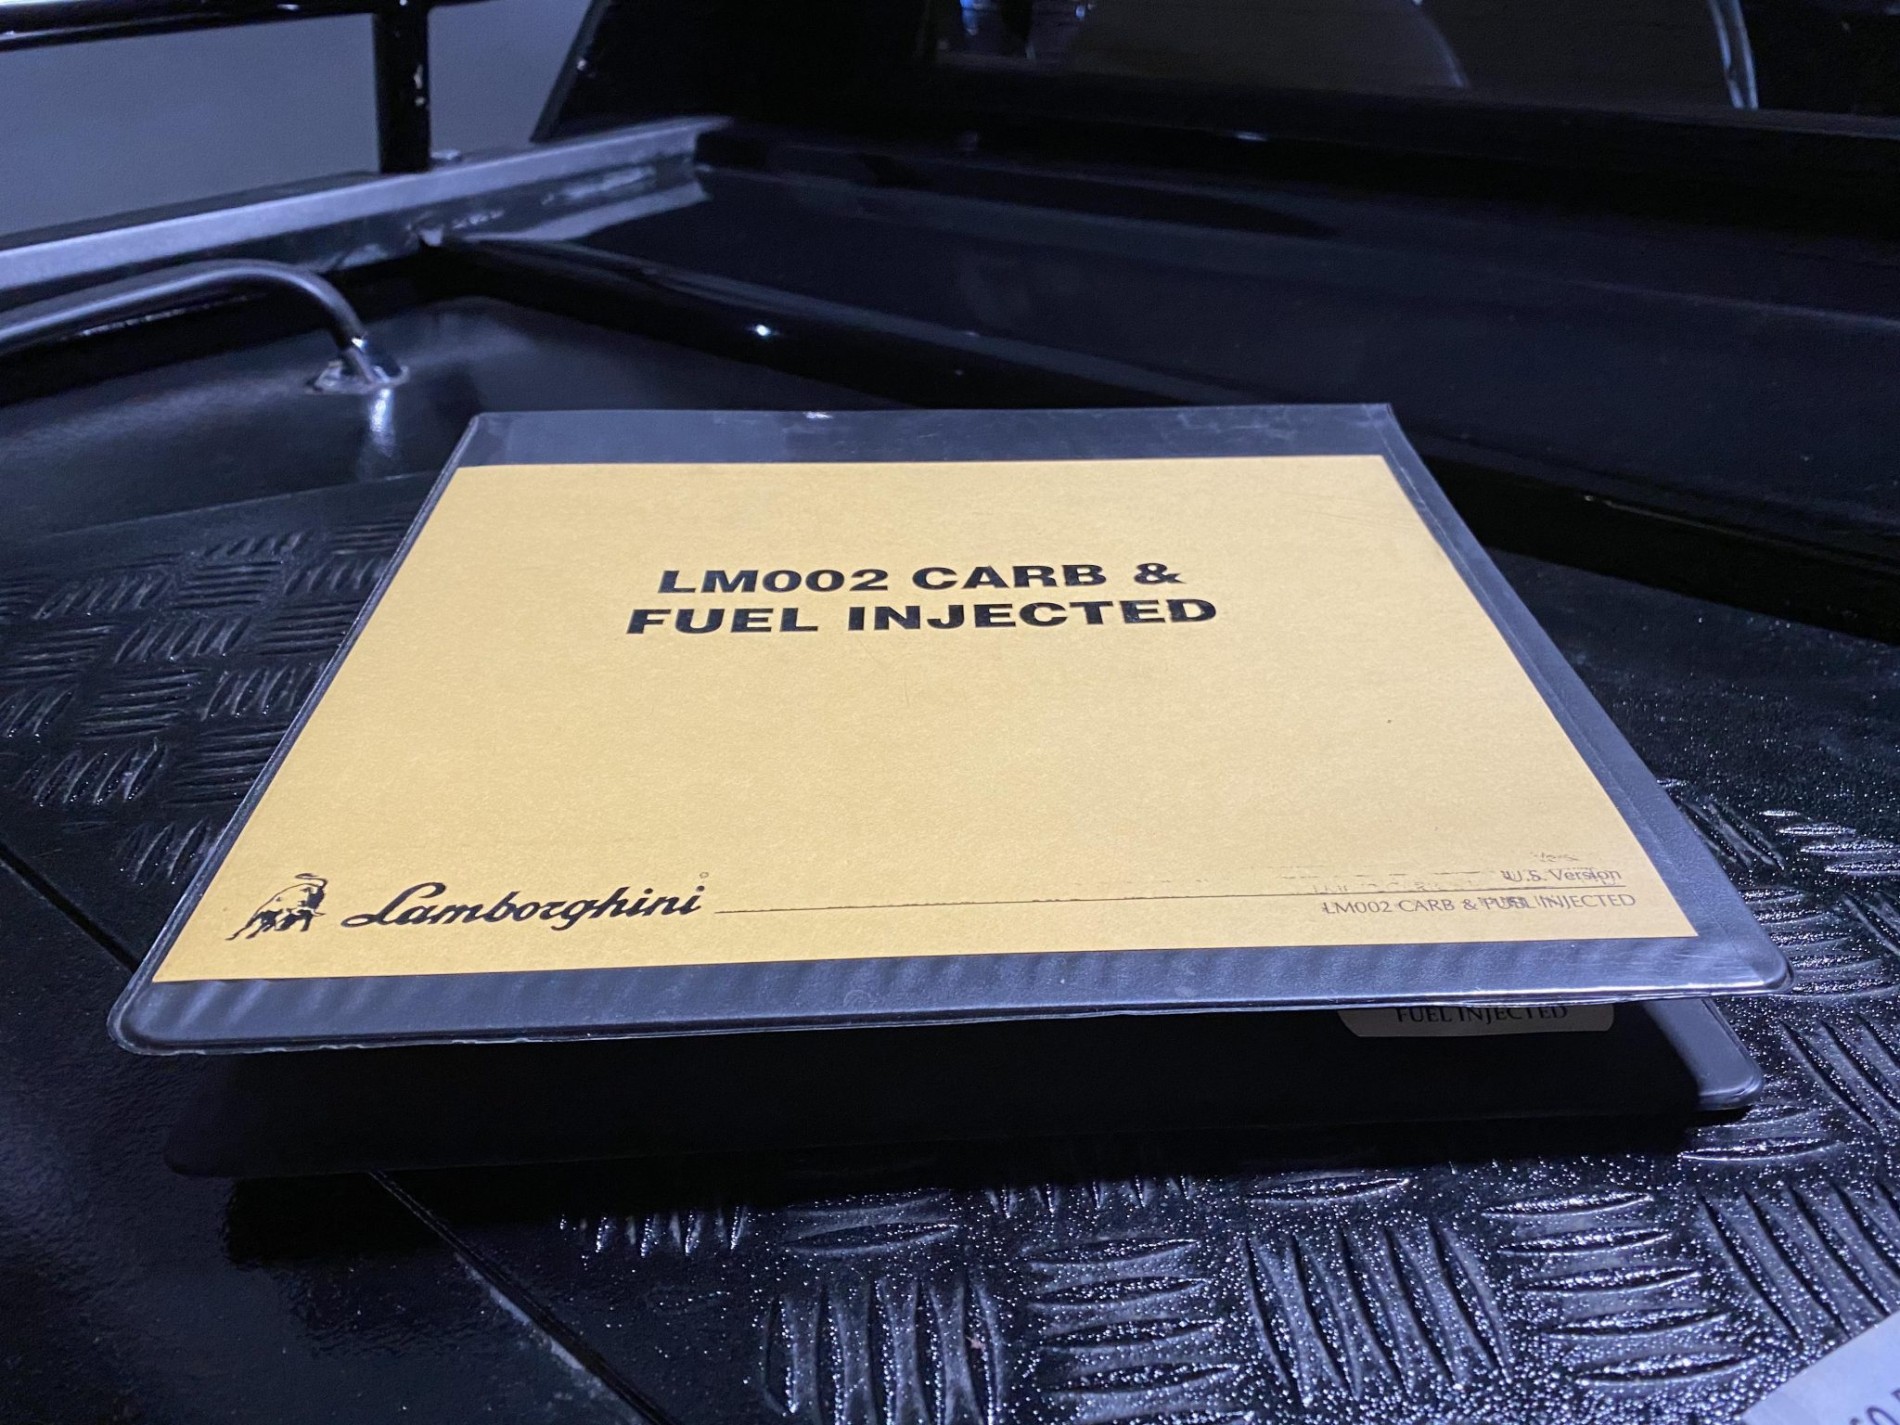 LM002 CARB &
FUEL INJECTED
Lamborghini
U.S. Version
LM002 CARB & FUEL INJECTED
FUEL INJECTED